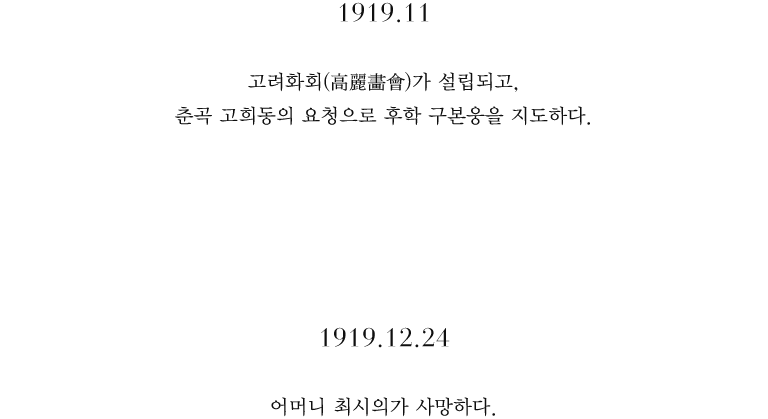 1919.11
고려화회(高麗畵會)가 설립되고,
춘곡 고희동의 요청으로 후학 구본웅을 지도하다.
1919.12.24
어머니 최시의가 사망하다.